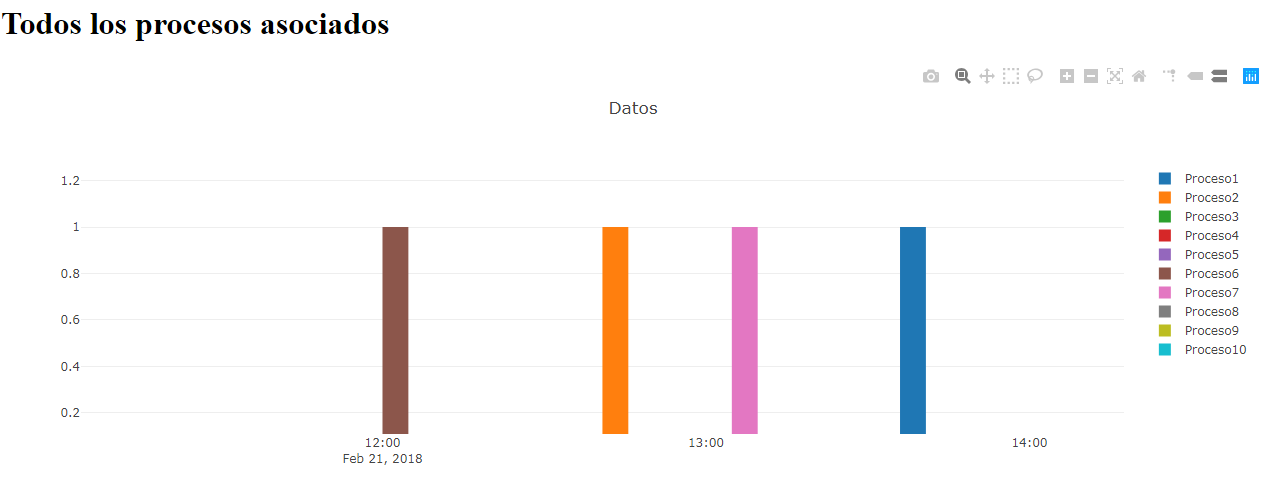 Todos los procesos asociados
Datos
1.2
1
0.8
0.6
0.4
0.2
12:00
Feb 21, 2018
13:00
14:00
Proceso1
Proceso2
Proceso3
Proceso4
Proceso5
Proceso6
Proceso7
Proceso8
Proceso9
Proceso10